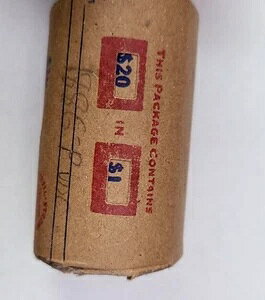 THIS PACKAGE CONTAINS
$20 IN $1